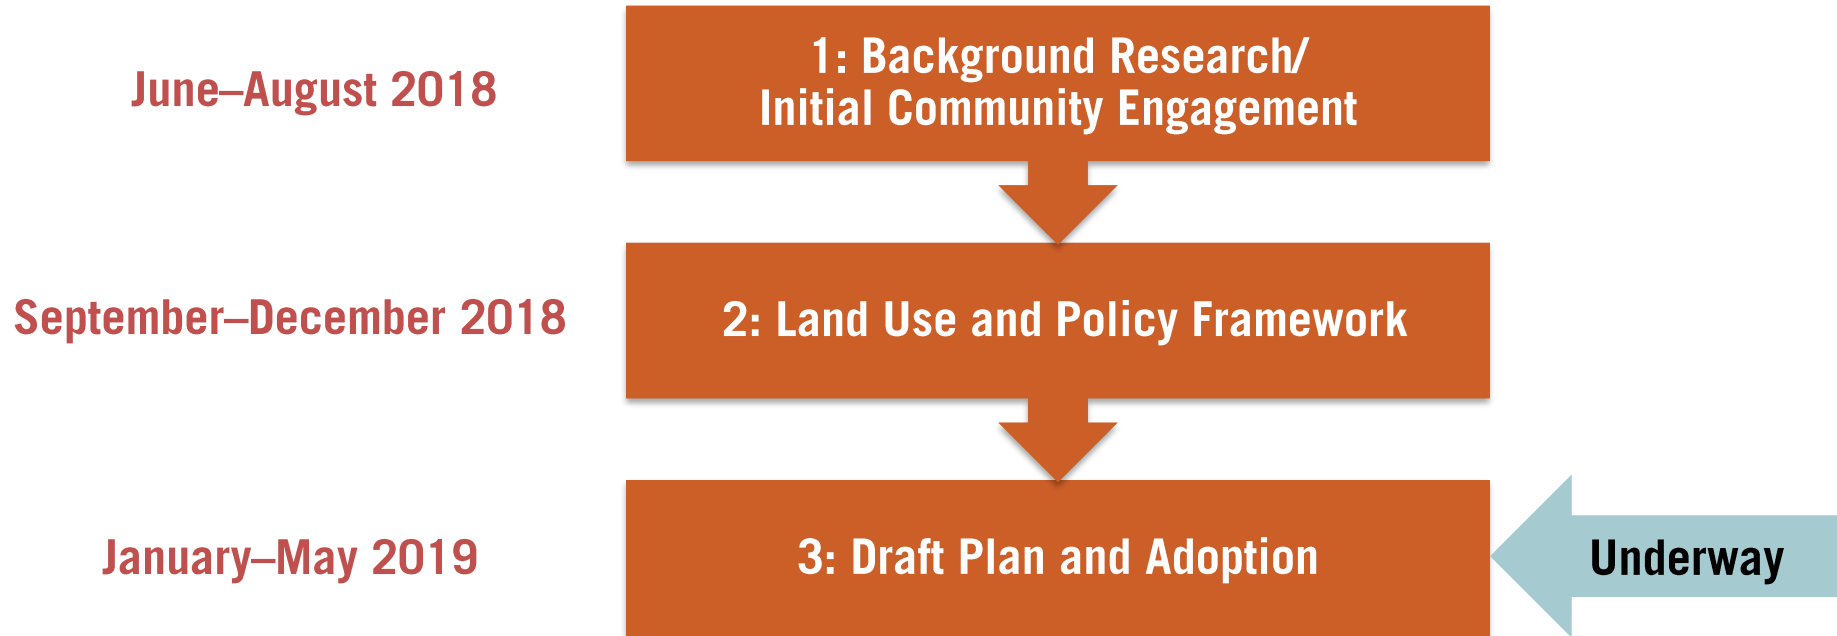 June–August 2018
1: Background Research/
Initial Community Engagement
September–December 2018
2: Land Use and Policy Framework
January–May 2019
3: Draft Plan and Adoption
Underway